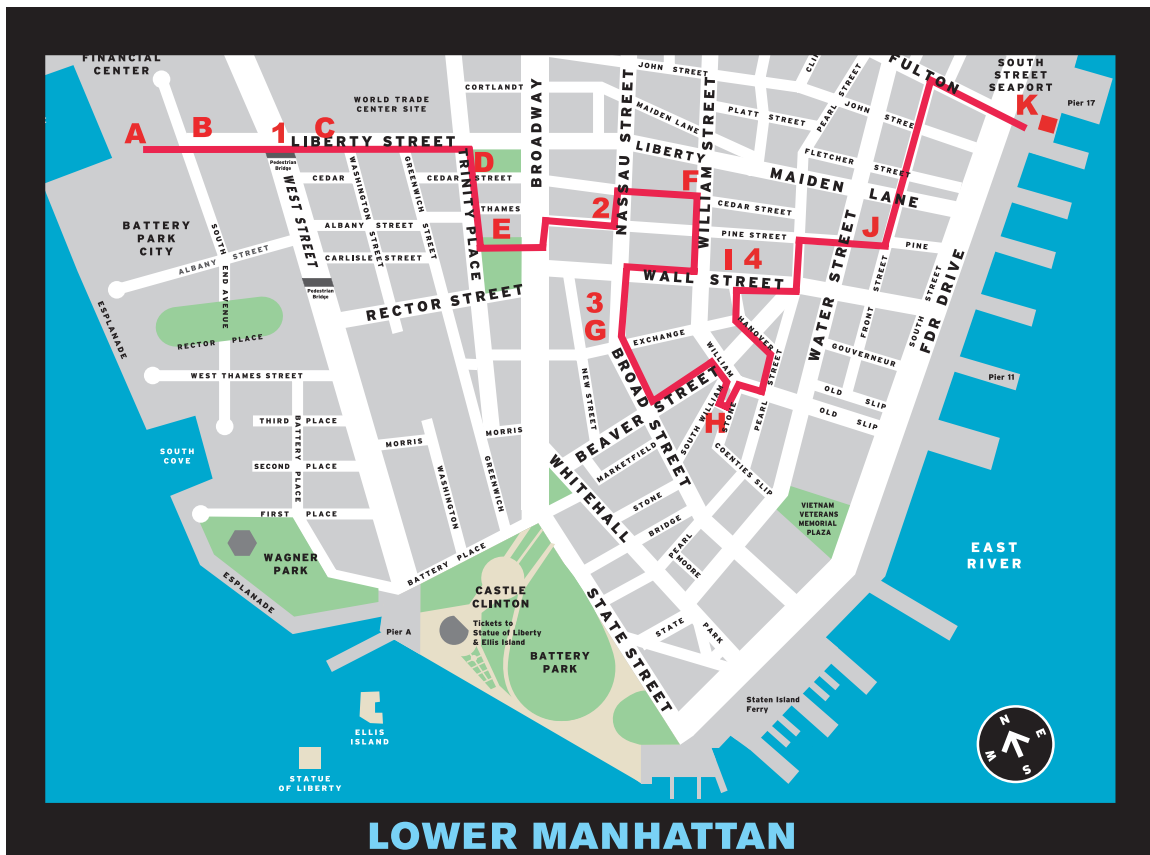 FINANCIAL
CENTER
WORLD TRADE
CENTER SITE
CORTLANDT
BROADWAY
JOHN STREET
NASSAU STREET
WILLIAM STREET
MAIDEN LANE
PLATT STREET
PEARL STREET
JOHN STREE
CLI
FULTON
SOUTH
STREET
SEAPORT
K
Pier 17
A
B
1
C
LIBERTY STREET
Pedestrian
Bridge
LIBERTY
FLETCHER STREET
MAIDEN LANE
D
CEDAR
CEDAR STREET
TRINITY PLACE
WASHINGTON STREET
GREENWICH STREET
WEST STREET
THAMES
E
2
F
CEDAR STREET
PINE STREET
J
PINE
BATTERY
PARK
CITY
ALBANY STREET
ALBANY STREET
SOUTH END AVENUE
CARLISLE STREET
Pedestrian
Bridge
RECTOR STREET
I 4
WALL STREET
WATER STREET
FRONT STREET
SOUTH STREET
FDR DRIVE
ESPLANADE
RECTOR PLACE
3
G
EXCHANGE
HANOVER
WILLIAM
GOUVERNEUR
WEST THAMES STREET
NEW STREET
BROAD STREET
BEAVER STREET
SOUTH WILLIAM
STONE
PEARL STREET
H
OLD SLIP
OLD SLIP
Pier 11
THIRD PLACE
BATTERY PLACE
SECOND PLACE
FIRST PLACE
SOUTH
COVE
MORRIS
MORRIS
WASHINGTON
GREENWICH
WHITEHALL
MARKETFIELD
COENTIES SLIP
STONE
BRIDGE
PEARL
MOORE
VIETNAM
VETERANS
MEMORIAL
PLAZA
EAST
RIVER
WAGNER
PARK
ESPLANADE
BATTERY PLACE
CASTLE
CLINTON
Tickets to
Statue of Liberty
& Ellis Island
Pier A
BATTERY
PARK
STATE STREET
STATE
PARK
Staten Island
Ferry
ELLIS
ISLAND
STATUE
OF LIBERTY
N
E
S
W
LOWER MANHATTAN